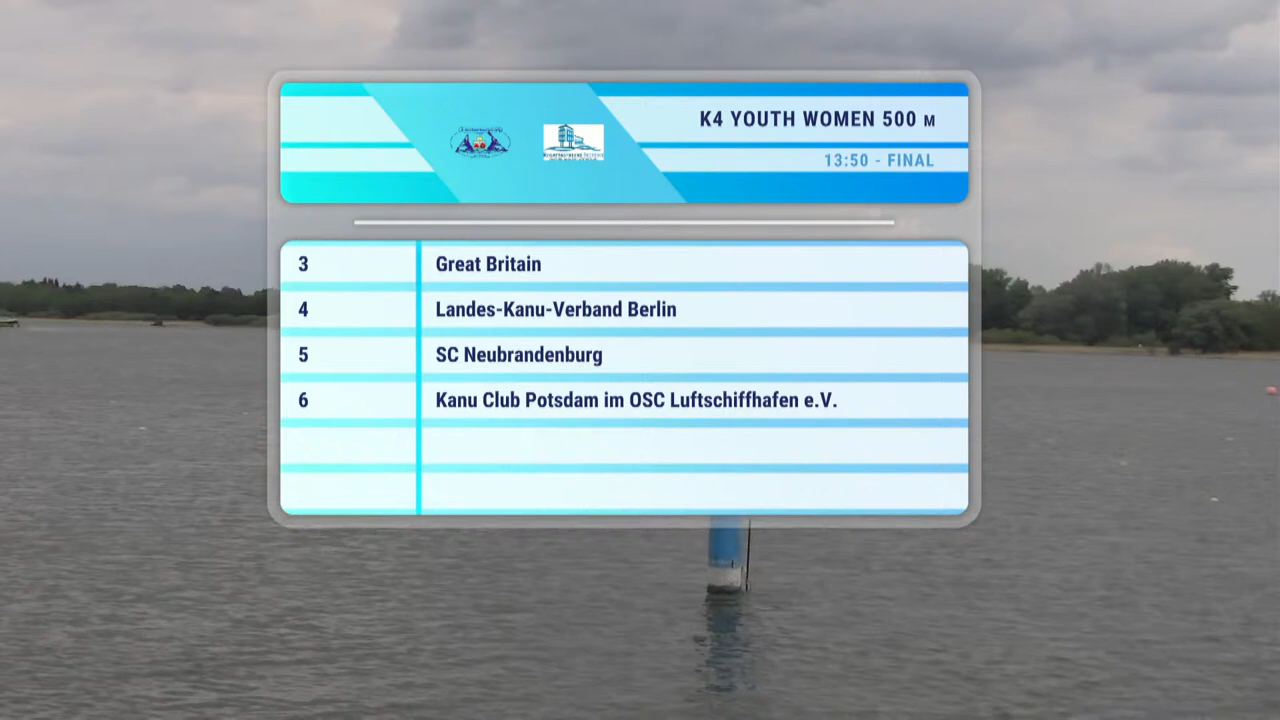 K4 YOUTH WOMEN 500 M
13:50 - FINAL
3 Great Britain
4 Landes-Kanu-Verband Berlin
5 SC Neubrandenburg
6 Kanu Club Potsdam im OSC Luftschiffhafen e.V.